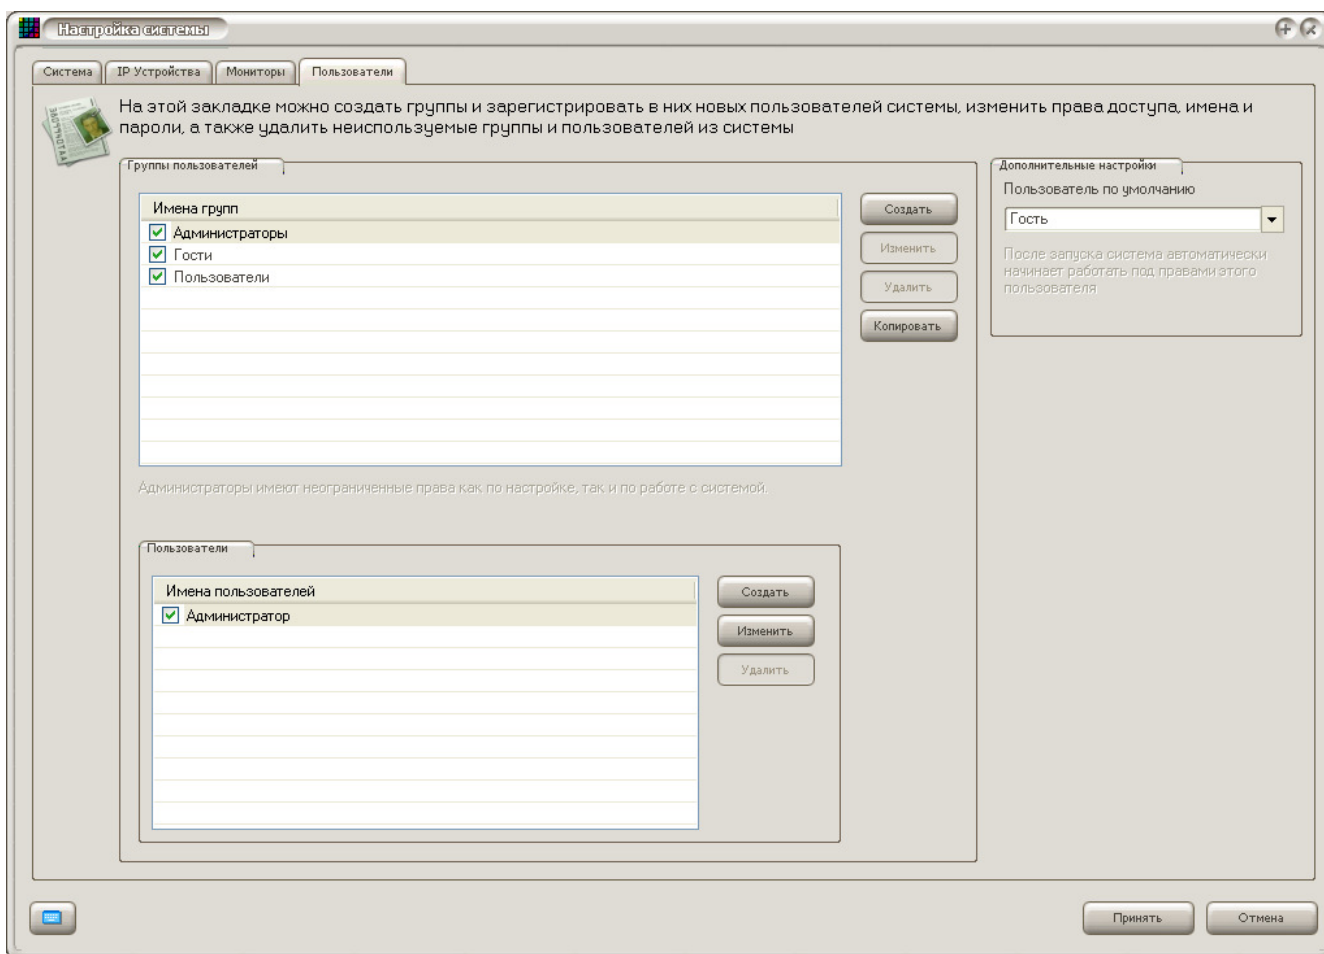 Настройка системы
Система
IP Устройства
Мониторы
Пользователи
На этой закладке можно создать группы и зарегистрировать в них новых пользователей системы, изменить права доступа, имена и
пароли, а также удалить неиспользуемые группы и пользователей из системы
Группы пользователей
Имена групп
Администраторы
Гости
Пользователи
Создать
Изменить
Удалить
Копировать
Администраторы имеют неограниченные права как по настройке, так и по работе с системой.
Пользователи
Имена пользователей
Администратор
Создать
Изменить
Удалить
Дополнительные настройки
Пользователь по умолчанию
Гость
После запуска система автоматически
начинает работать под правами этого
пользователя
Принять
Отмена